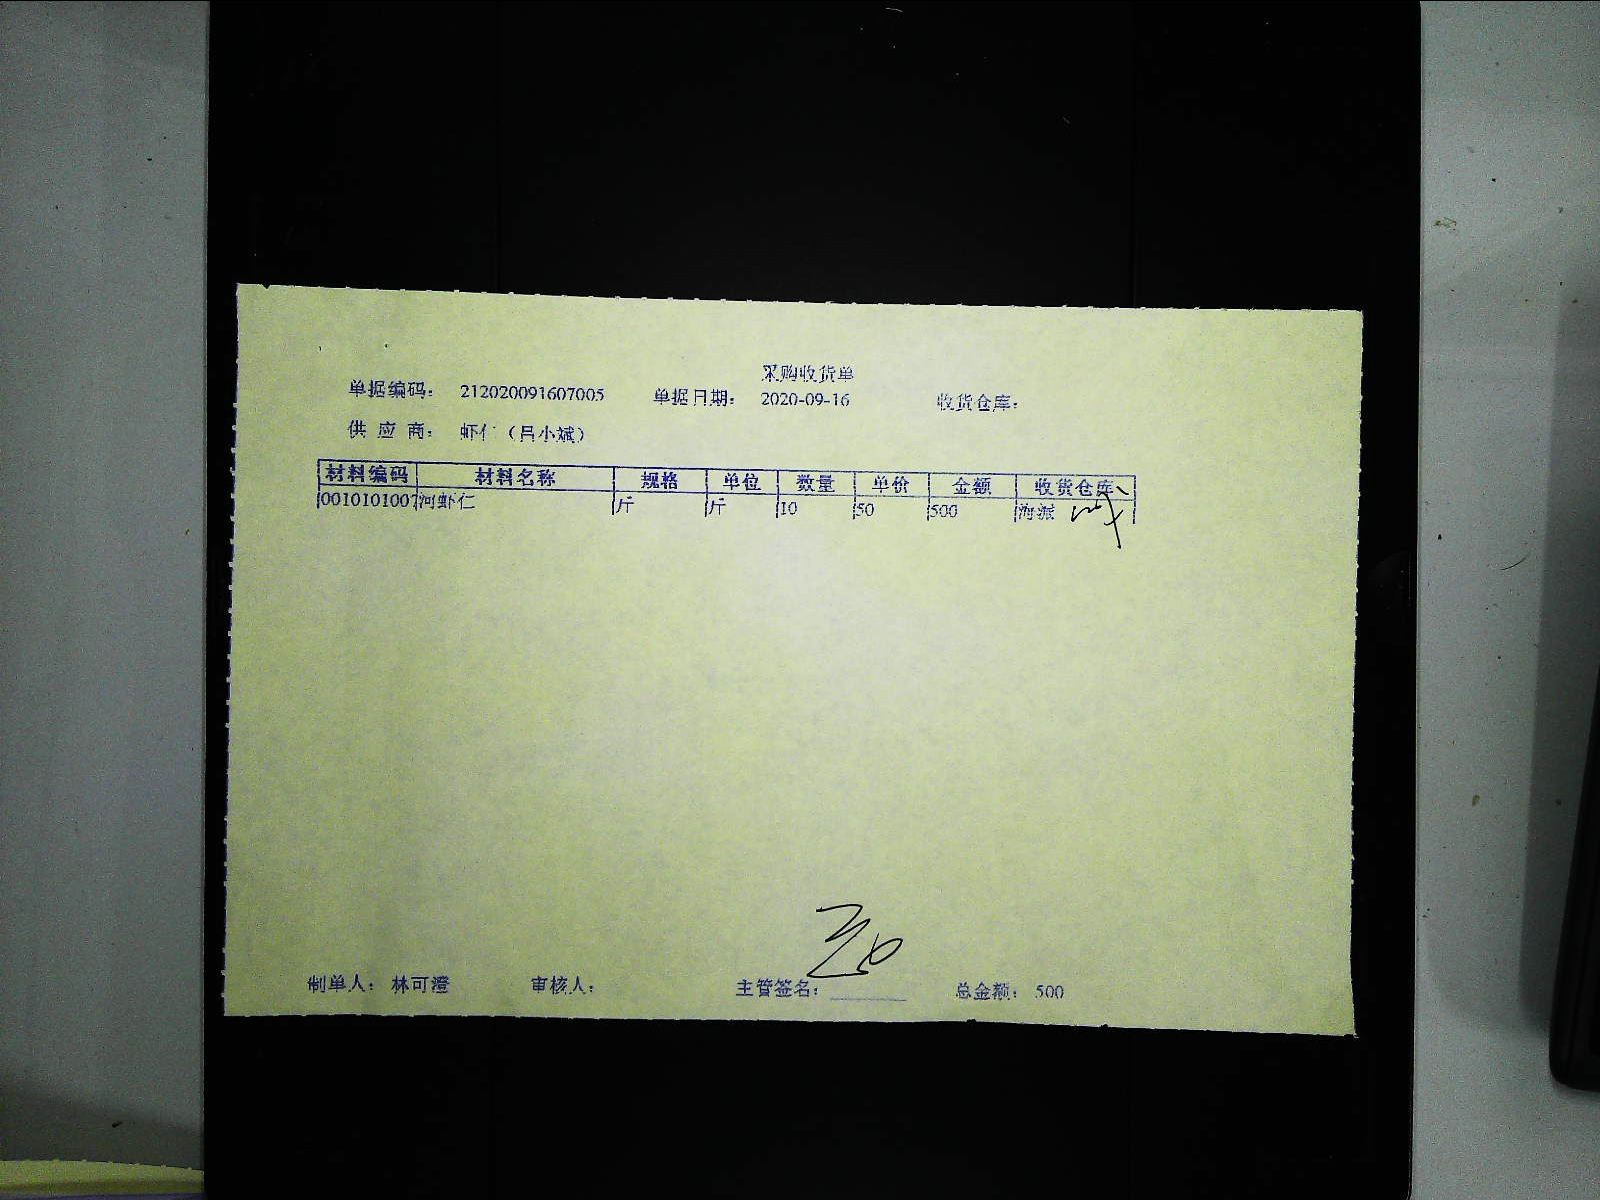 采购收货单
单据编码： 212020091607005 单据日期： 2020-09-16 收货仓库：
供 应 商： 虾仁（吕小斌）
材料编码 材料名称 规格 单位 数量 单价 金额 收货仓库
0010101007 河虾仁 斤 斤 10 50 500 海派
制单人： 林可澄 审核人： 主管签名： 总金额： 500